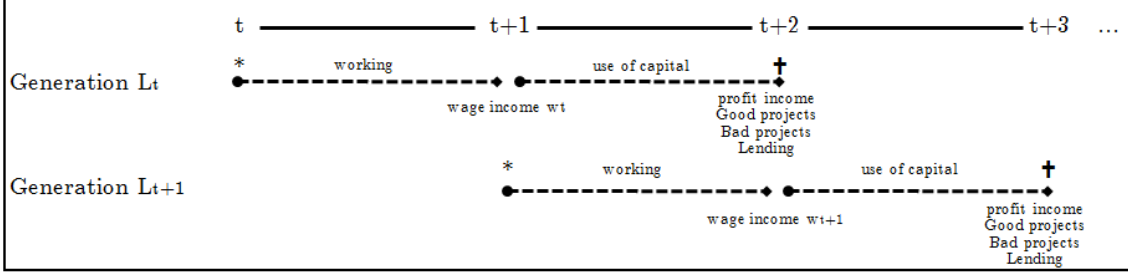 t t+1 t+2 t+3 ...
* working use of capital ✝
Generation Lt
wage income wt
profit income
Good projects
Bad projects
Lending
* working use of capital ✝
Generation Lt+1
wage income wt+1
profit income
Good projects
Bad projects
Lending